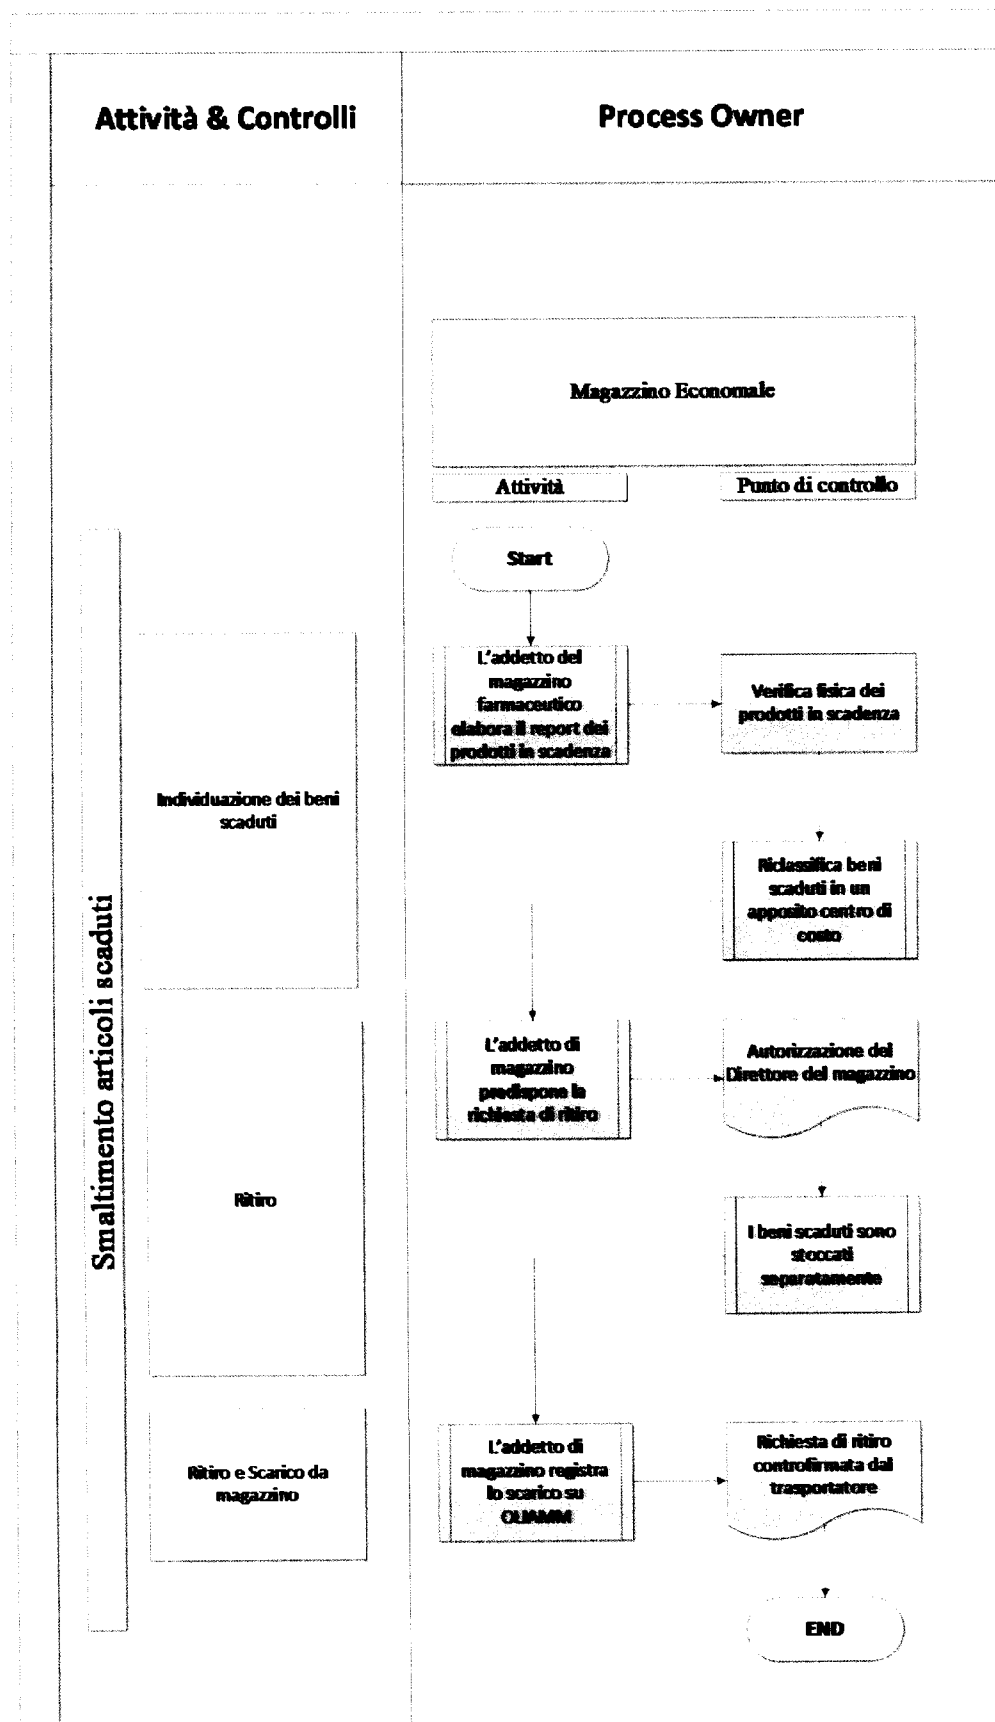 Attività & Controlli
Process Owner
Magazzino Economale
Attività
Punto di controllo
Start
L'addetto del
magazzino
farmaceutico
elabora il report dei
prodotti in scadenza
Verifica fisica dei
prodotti in scadenza
Individuazione dei beni
scaduti
Riclassifica beni
scaduti in un
apposito centro di
costo
Smaltimento articoli scaduti
L'addetto di
magazzino
predispone la
richiesta di ritiro
Autorizzazione del
Direttore del magazzino
Ritiro
I beni scaduti sono
stoccati
separatamente
Ritiro e Scarico da
magazzino
L'addetto di
magazzino registra
lo scarico su
OLIAMM
Richiesta di ritiro
controfirmata dal
trasportatore
END